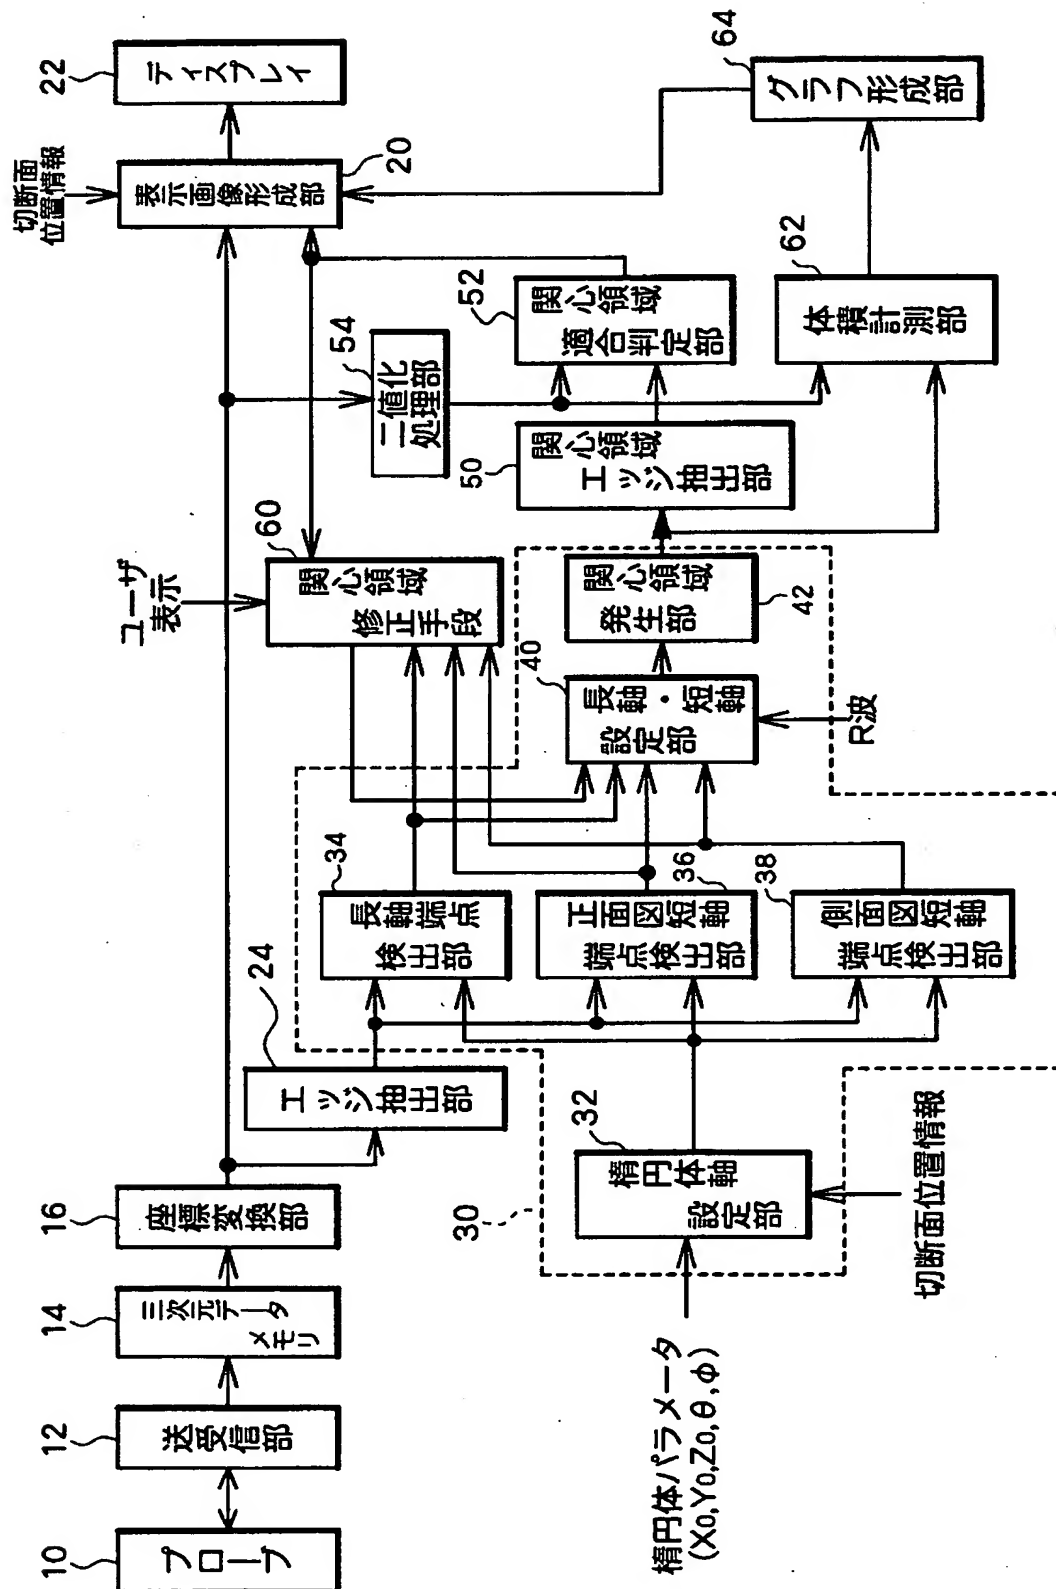 10
プローブ
12
送受信部
14
三次元データ
メモリ
16
座標変換部
切断面
位置情報
20
表示画像形成部
22
ディスプレイ
24
エッジ抽出部
ユーザ
表示
60
関心領域
修正手段
54
二値化
処理部
30
楕円体パラメータ
(X0,Y0,Z0,θ,φ)
32
楕円体軸
設定部
切断面位置情報
34
長軸端点
検出部
36
正面図短軸
端点検出部
38
側面図短軸
端点検出部
40
長軸・短軸
設定部
R波
42
関心領域
発生部
50
関心領域
エッジ抽出部
52
関心領域
適合判定部
62
体積計測部
64
グラフ形成部